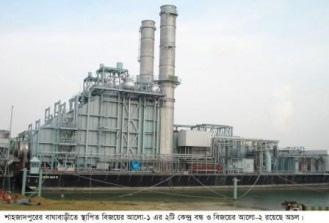 শাহজাদপুরের বাঘাবাড়ীতে স্থাপিত বিজয়ের আলো-১ এর ২টি কেন্দ্র বন্ধ ও বিজয়ের আলো-২ রয়েছে অচল।